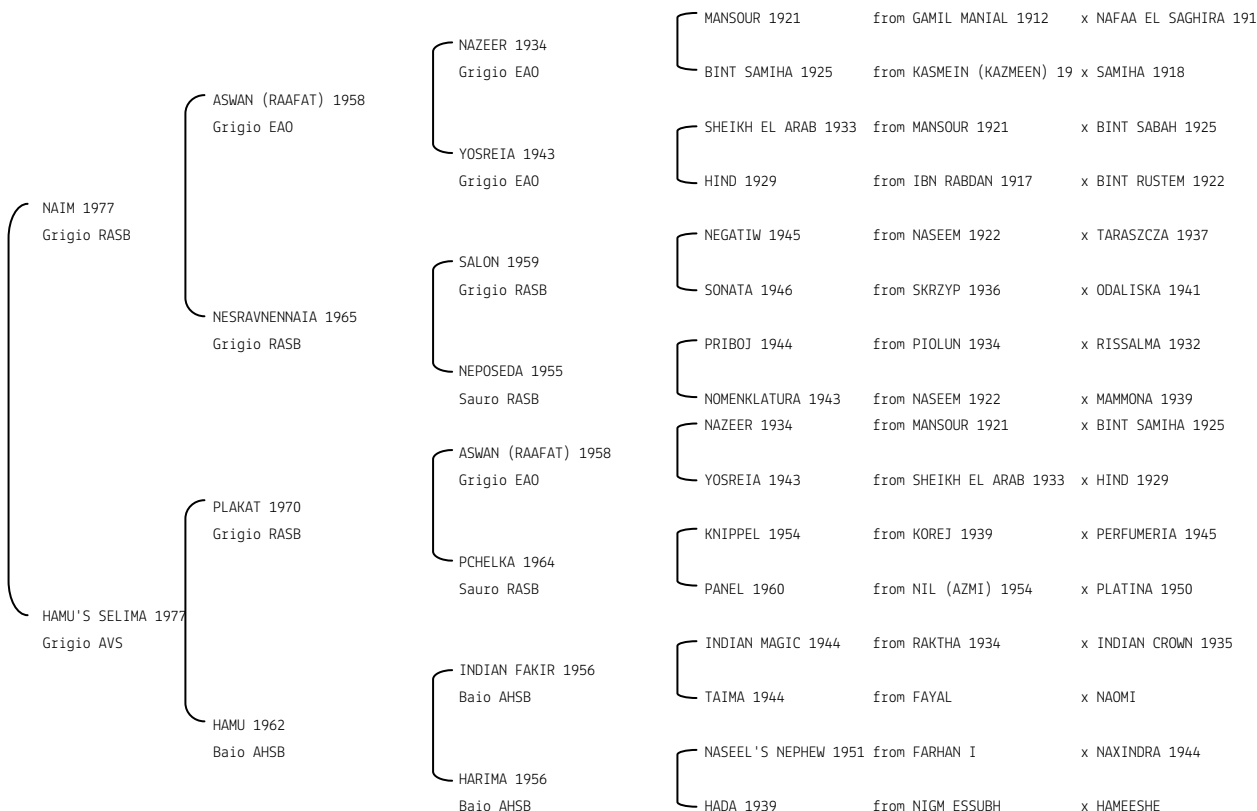 MANSOUR 1921 from GAMIL MANIAL 1912 x NAFAA EL SAGHIRA 191
NAZEER 1934
Grigio EAO
BINT SAMIHA 1925 from KASMEIN (KAZMEEN) 19 x SAMIHA 1918
ASWAN (RAAFAT) 1958
Grigio EAO
SHEIKH EL ARAB 1933 from MANSOUR 1921 x BINT SABAH 1925
YOSREIA 1943
Grigio EAO
HIND 1929 from IBN RABDAN 1917 x BINT RUSTEM 1922
NAIM 1977
Grigio RASB
NEGATIW 1945 from NASEEM 1922 x TARASZCZA 1937
SALON 1959
Grigio RASB
SONATA 1946 from SKRZYP 1936 x ODALISKA 1941
NESRAVNENNAIA 1965
Grigio RASB
PRIBOJ 1944 from PIOLUN 1934 x RISSALMA 1932
NEPOSEDA 1955
Sauro RASB
NOMENKLATURA 1943 from NASEEM 1922 x MAMMONA 1939
NAZEER 1934 from MANSOUR 1921 x BINT SAMIHA 1925
ASWAN (RAAFAT) 1958
Grigio EAO
YOSREIA 1943 from SHEIKH EL ARAB 1933 x HIND 1929
PLAKAT 1970
Grigio RASB
KNIPPEL 1954 from KOREJ 1939 x PERFUMERIA 1945
PCHELKA 1964
Sauro RASB
PANEL 1960 from NIL (AZMI) 1954 x PLATINA 1950
HAMU'S SELIMA 1977
Grigio AVS
INDIAN MAGIC 1944 from RAKTHA 1934 x INDIAN CROWN 1935
INDIAN FAKIR 1956
Baio AHSB
TAIMA 1944 from FAYAL x NAOMI
HAMU 1962
Baio AHSB
NASEEL'S NEPHEW 1951 from FARHAN I x NAXINDRA 1944
HARIMA 1956
Baio AHSB
HADA 1939 from NIGM ESSUBH x HAMEESHE